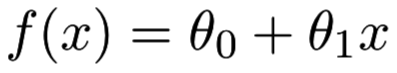 f(x) = θ₀ + θ₁x